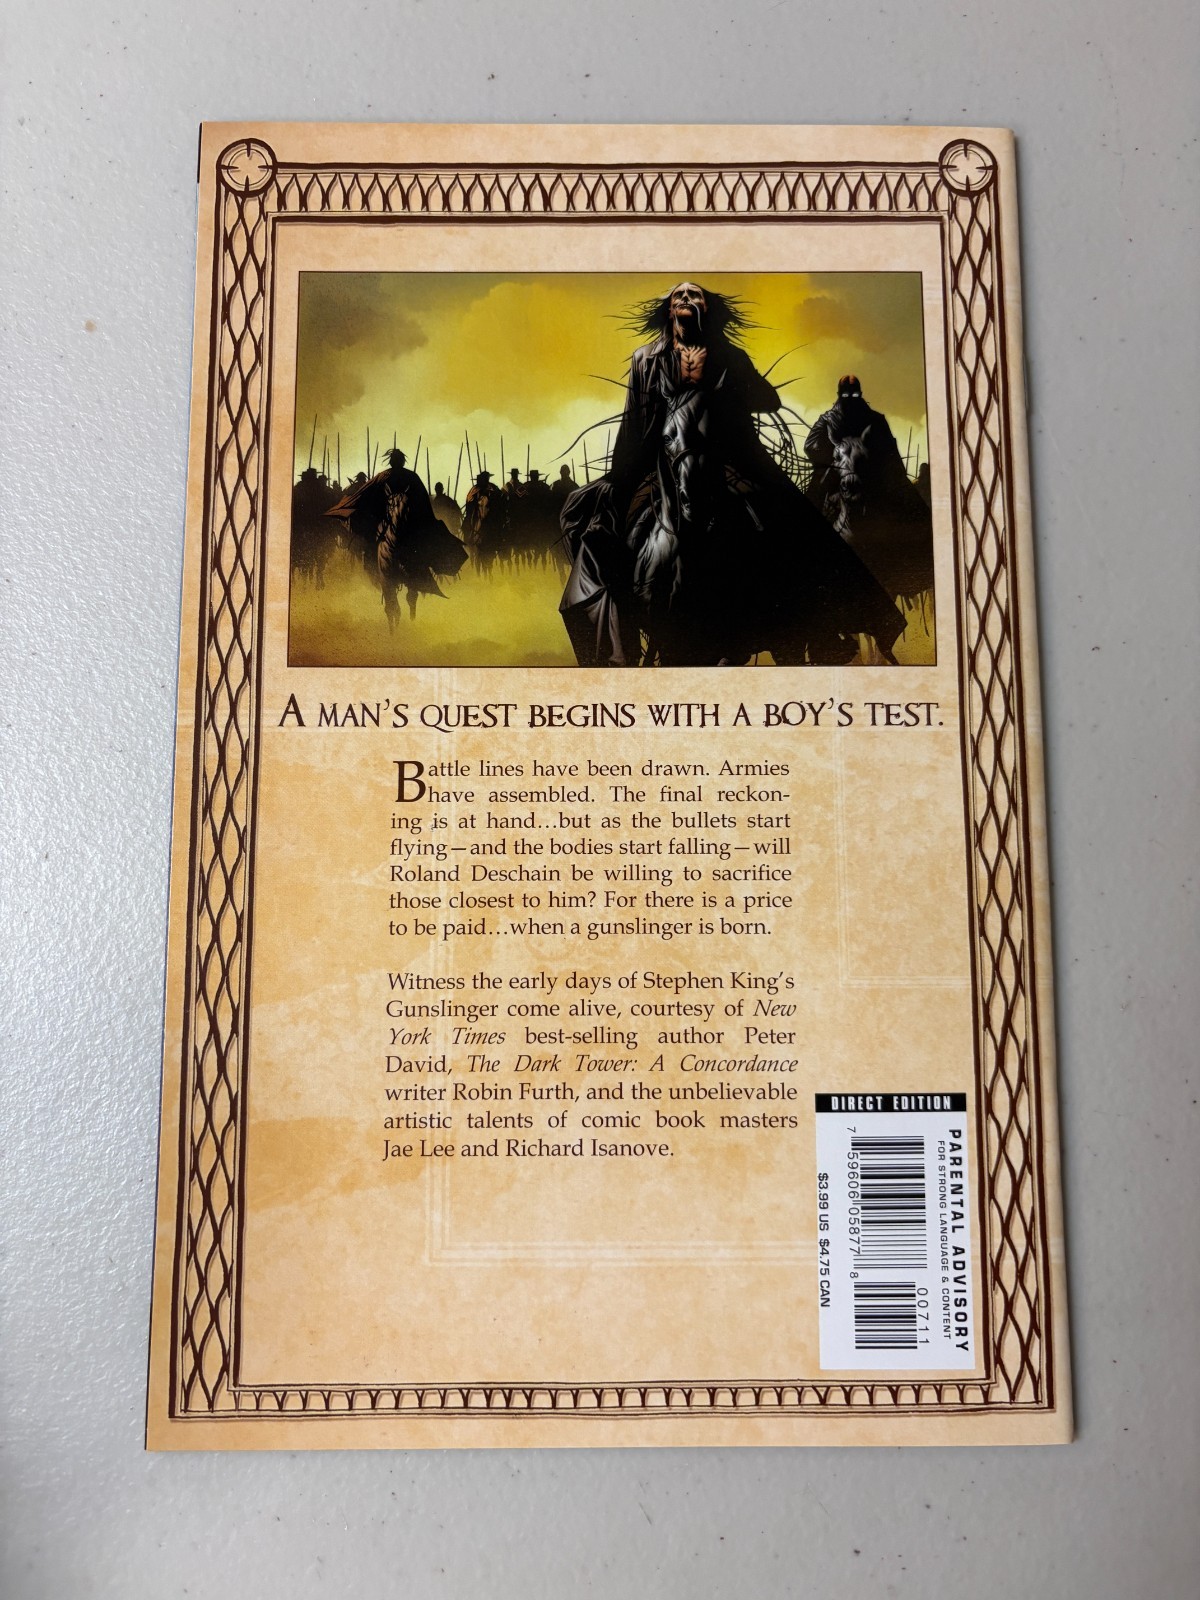 A MAN'S QUEST BEGINS WITH A BOY'S TEST.
Battle lines have been drawn. Armies
have assembled. The final reckon-
ing is at hand...but as the bullets start
flying—and the bodies start falling—will
Roland Deschain be willing to sacrifice
those closest to him? For there is a price
to be paid...when a gunslinger is born.
Witness the early days of Stephen King's
Gunslinger come alive, courtesy of New
York Times best-selling author Peter
David, The Dark Tower: A Concordance
writer Robin Furth, and the unbelievable
artistic talents of comic book masters
Jae Lee and Richard Isanove.
DIRECT EDITION
PARENTAL ADVISORY
FOR STRONG LANGUAGE & CONTENT
00711
7 59606 05877 8
$3.99 US $4.75 CAN